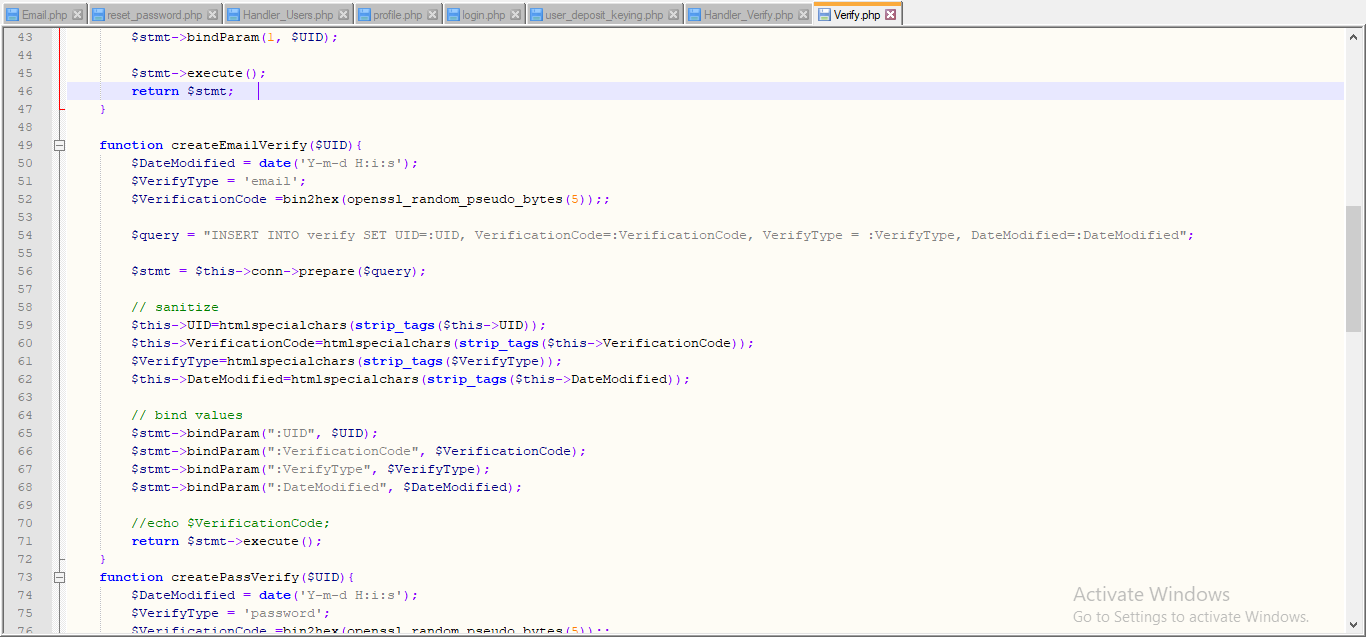 Email.php reset_password.php Handler_Users.php profile.php login.php user_deposit_keying.php Handler_Verify.php Verify.php
43 $stmt->bindParam(1, $UID);
44
45 $stmt->execute();
46 return $stmt;
47 }
48
49 function createEmailVerify($UID){
50 $DateModified = date('Y-m-d H:i:s');
51 $VerifyType = 'email';
52 $VerificationCode =bin2hex(openssl_random_pseudo_bytes(5));;
53
54 $query = "INSERT INTO verify SET UID=:UID, VerificationCode=:VerificationCode, VerifyType = :VerifyType, DateModified=:DateModified";
55
56 $stmt = $this->conn->prepare($query);
57
58 // sanitize
59 $this->UID=htmlspecialchars(strip_tags($this->UID));
60 $this->VerificationCode=htmlspecialchars(strip_tags($this->VerificationCode));
61 $VerifyType=htmlspecialchars(strip_tags($VerifyType));
62 $this->DateModified=htmlspecialchars(strip_tags($this->DateModified));
63
64 // bind values
65 $stmt->bindParam(":UID", $UID);
66 $stmt->bindParam(":VerificationCode", $VerificationCode);
67 $stmt->bindParam(":VerifyType", $VerifyType);
68 $stmt->bindParam(":DateModified", $DateModified);
69
70 //echo $VerificationCode;
71 return $stmt->execute();
72 }
73 function createPassVerify($UID){
74 $DateModified = date('Y-m-d H:i:s');
75 $VerifyType = 'password';
76 $VerificationCode =bin2hex(openssl_random_pseudo_bytes(5));;
Activate Windows
Go to Settings to activate Windows.